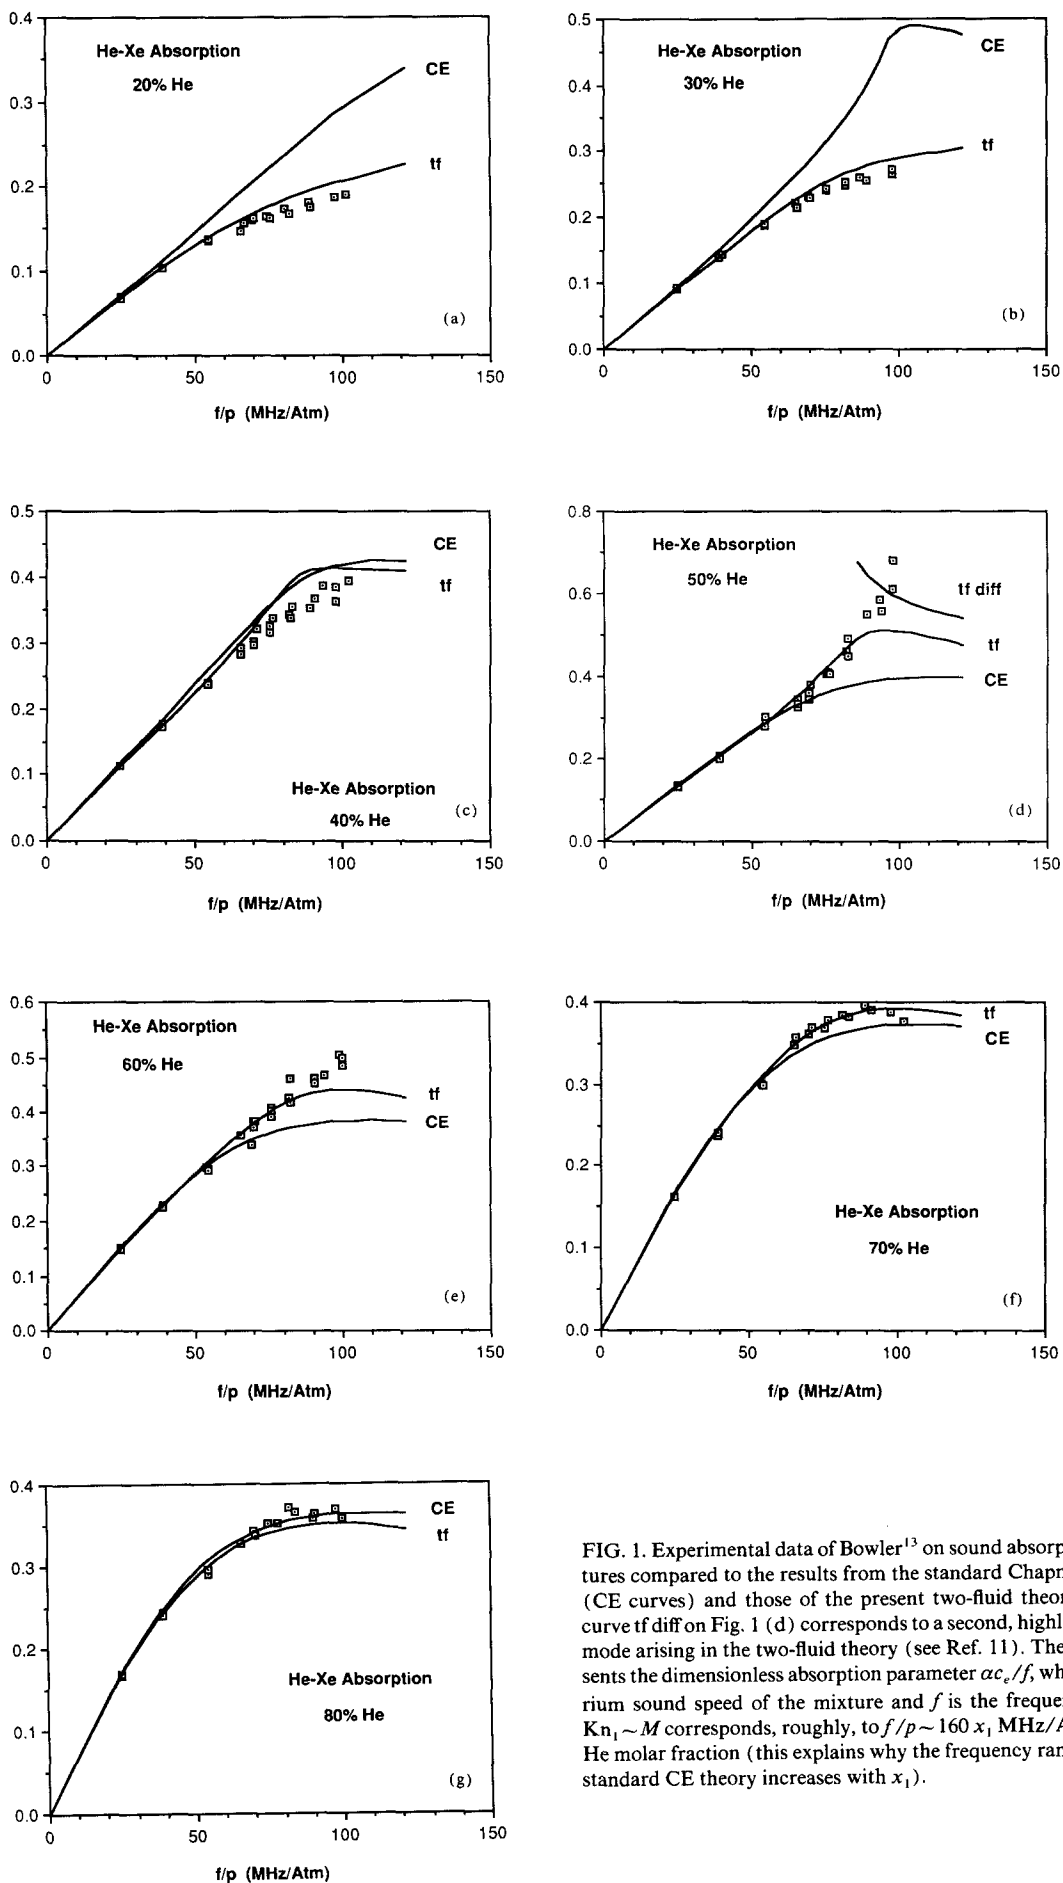 0.4
0.3
0.2
0.1
0.0
He-Xe Absorption
20% He
CE
tf
(a)
0
50
100
150
f/p (MHz/Atm)
0.5
0.4
0.3
0.2
0.1
0.0
He-Xe Absorption
30% He
CE
tf
(b)
0
50
100
150
f/p (MHz/Atm)
0.5
0.4
0.3
0.2
0.1
0.0
CE
tf
He-Xe Absorption
40% He
(c)
0
50
100
150
f/p (MHz/Atm)
0.8
0.6
0.4
0.2
0.0
He-Xe Absorption
50% He
tf diff
tf
CE
(d)
0
50
100
150
f/p (MHz/Atm)
0.6
0.5
0.4
0.3
0.2
0.1
0.0
He-Xe Absorption
60% He
tf
CE
(e)
0
50
100
150
f/p (MHz/Atm)
0.4
0.3
0.2
0.1
0.0
tf
CE
He-Xe Absorption
70% He
(f)
0
50
100
150
f/p (MHz/Atm)
0.4
0.3
0.2
0.1
0.0
CE
tf
He-Xe Absorption
80% He
(g)
0
50
100
150
f/p (MHz/Atm)
FIG. 1. Experimental data of Bowler¹³ on sound absorp
tures compared to the results from the standard Chapn
(CE curves) and those of the present two-fluid theor
curve tf diff on Fig. 1 (d) corresponds to a second, highl
mode arising in the two-fluid theory (see Ref. 11). The
sents the dimensionless absorption parameter αcₑ/f, wh
rium sound speed of the mixture and f is the freque
Kn₁ ~ M corresponds, roughly, to f/p ~ 160 x₁ MHz/A
He molar fraction (this explains why the frequency ran
standard CE theory increases with x₁).